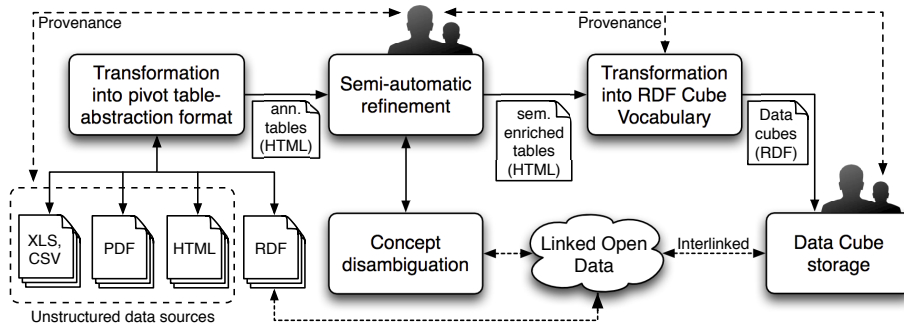 Provenance
Provenance
Transformation
into pivot table-
abstraction format
ann.
tables
(HTML)
Semi-automatic
refinement
sem.
enriched
tables
(HTML)
Transformation
into RDF Cube
Vocabulary
Data
cubes
(RDF)
XLS,
CSV
PDF
HTML
RDF
Concept
disambiguation
Linked Open
Data
Interlinked
Data Cube
storage
Unstructured data sources